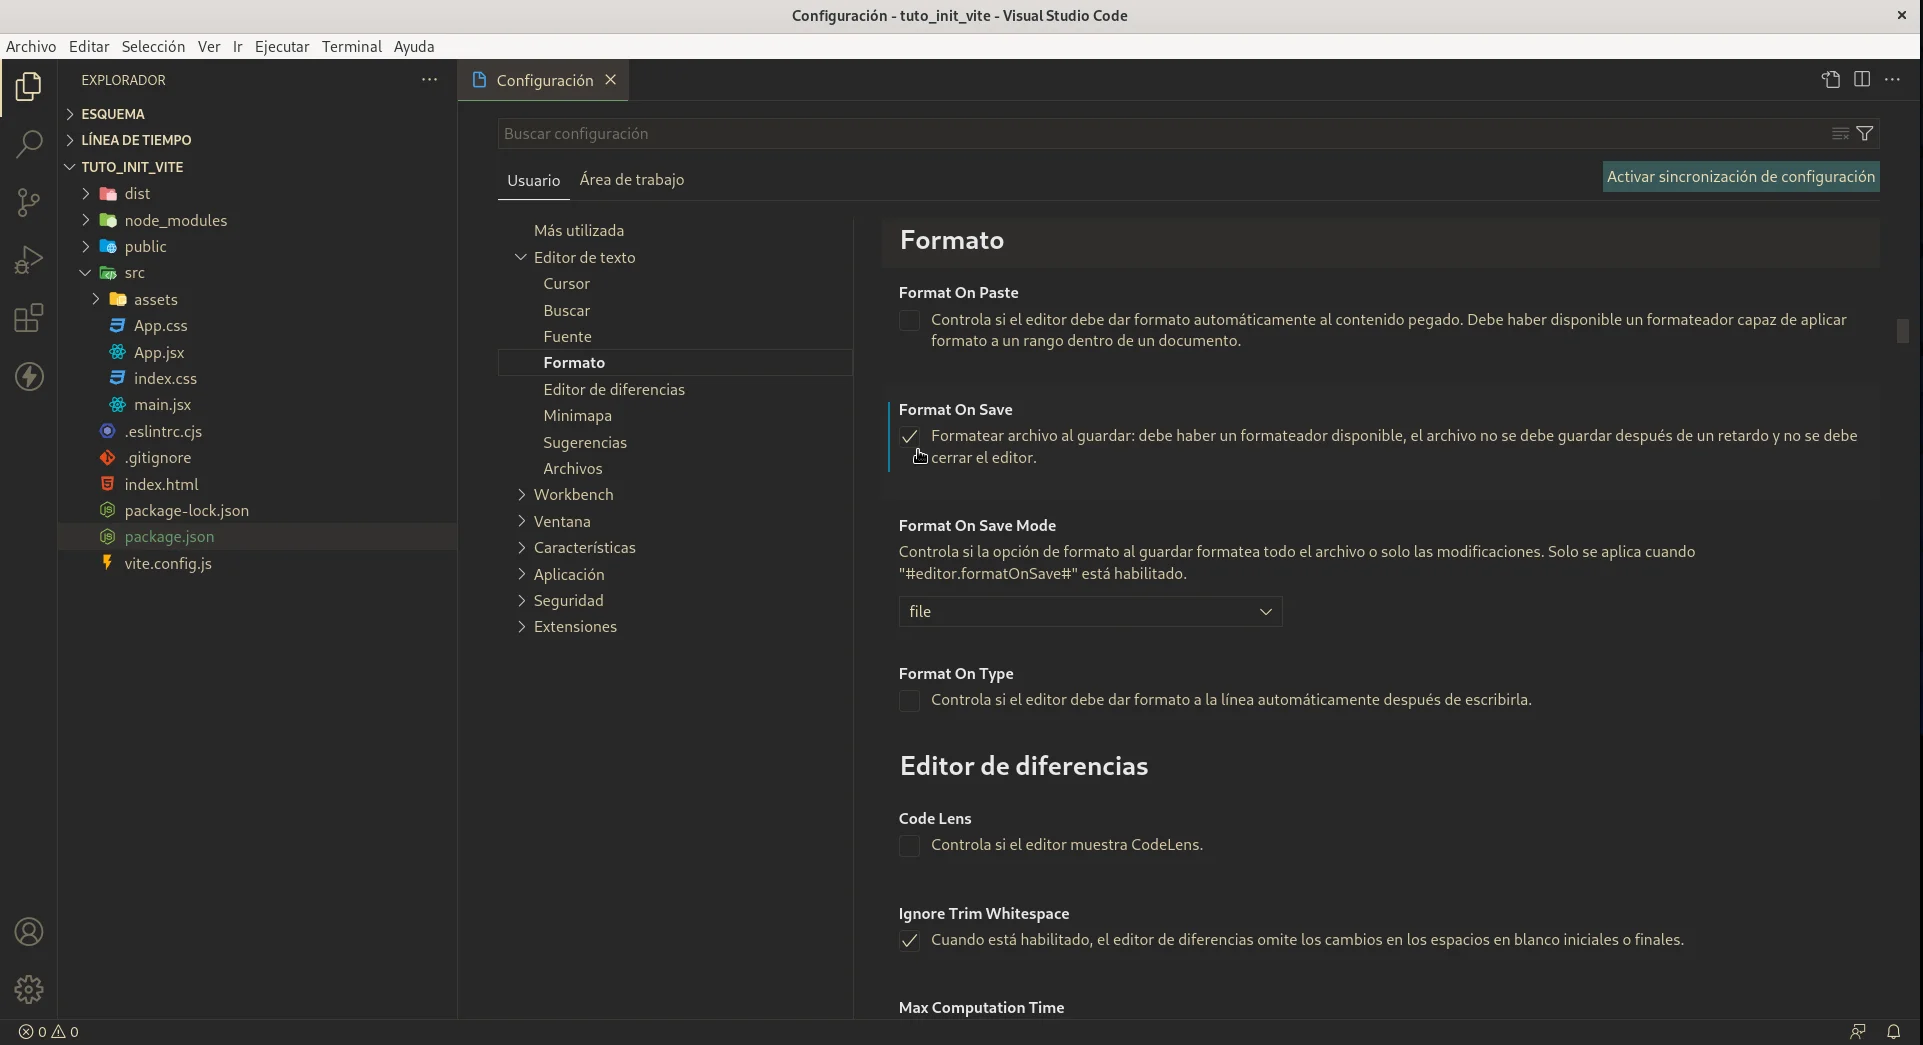 Configuración - tuto_init_vite - Visual Studio Code
Archivo Editar Selección Ver Ir Ejecutar Terminal Ayuda
EXPLORADOR
ESQUEMA
LÍNEA DE TIEMPO
TUTO_INIT_VITE
dist
node_modules
public
src
assets
App.css
App.jsx
index.css
main.jsx
.eslintrc.cjs
.gitignore
index.html
package-lock.json
package.json
vite.config.js
Configuración
Buscar configuración
Usuario Área de trabajo
Activar sincronización de configuración
Más utilizada
Editor de texto
Cursor
Buscar
Fuente
Formato
Editor de diferencias
Minimapa
Sugerencias
Archivos
Workbench
Ventana
Características
Aplicación
Seguridad
Extensiones
Formato
Format On Paste
Controla si el editor debe dar formato automáticamente al contenido pegado. Debe haber disponible un formateador capaz de aplicar
formato a un rango dentro de un documento.
Format On Save
Formatear archivo al guardar: debe haber un formateador disponible, el archivo no se debe guardar después de un retardo y no se debe
cerrar el editor.
Format On Save Mode
Controla si la opción de formato al guardar formatea todo el archivo o solo las modificaciones. Solo se aplica cuando
"#editor.formatOnSave#" está habilitado.
file
Format On Type
Controla si el editor debe dar formato a la línea automáticamente después de escribirla.
Editor de diferencias
Code Lens
Controla si el editor muestra CodeLens.
Ignore Trim Whitespace
Cuando está habilitado, el editor de diferencias omite los cambios en los espacios en blanco iniciales o finales.
Max Computation Time
0 0